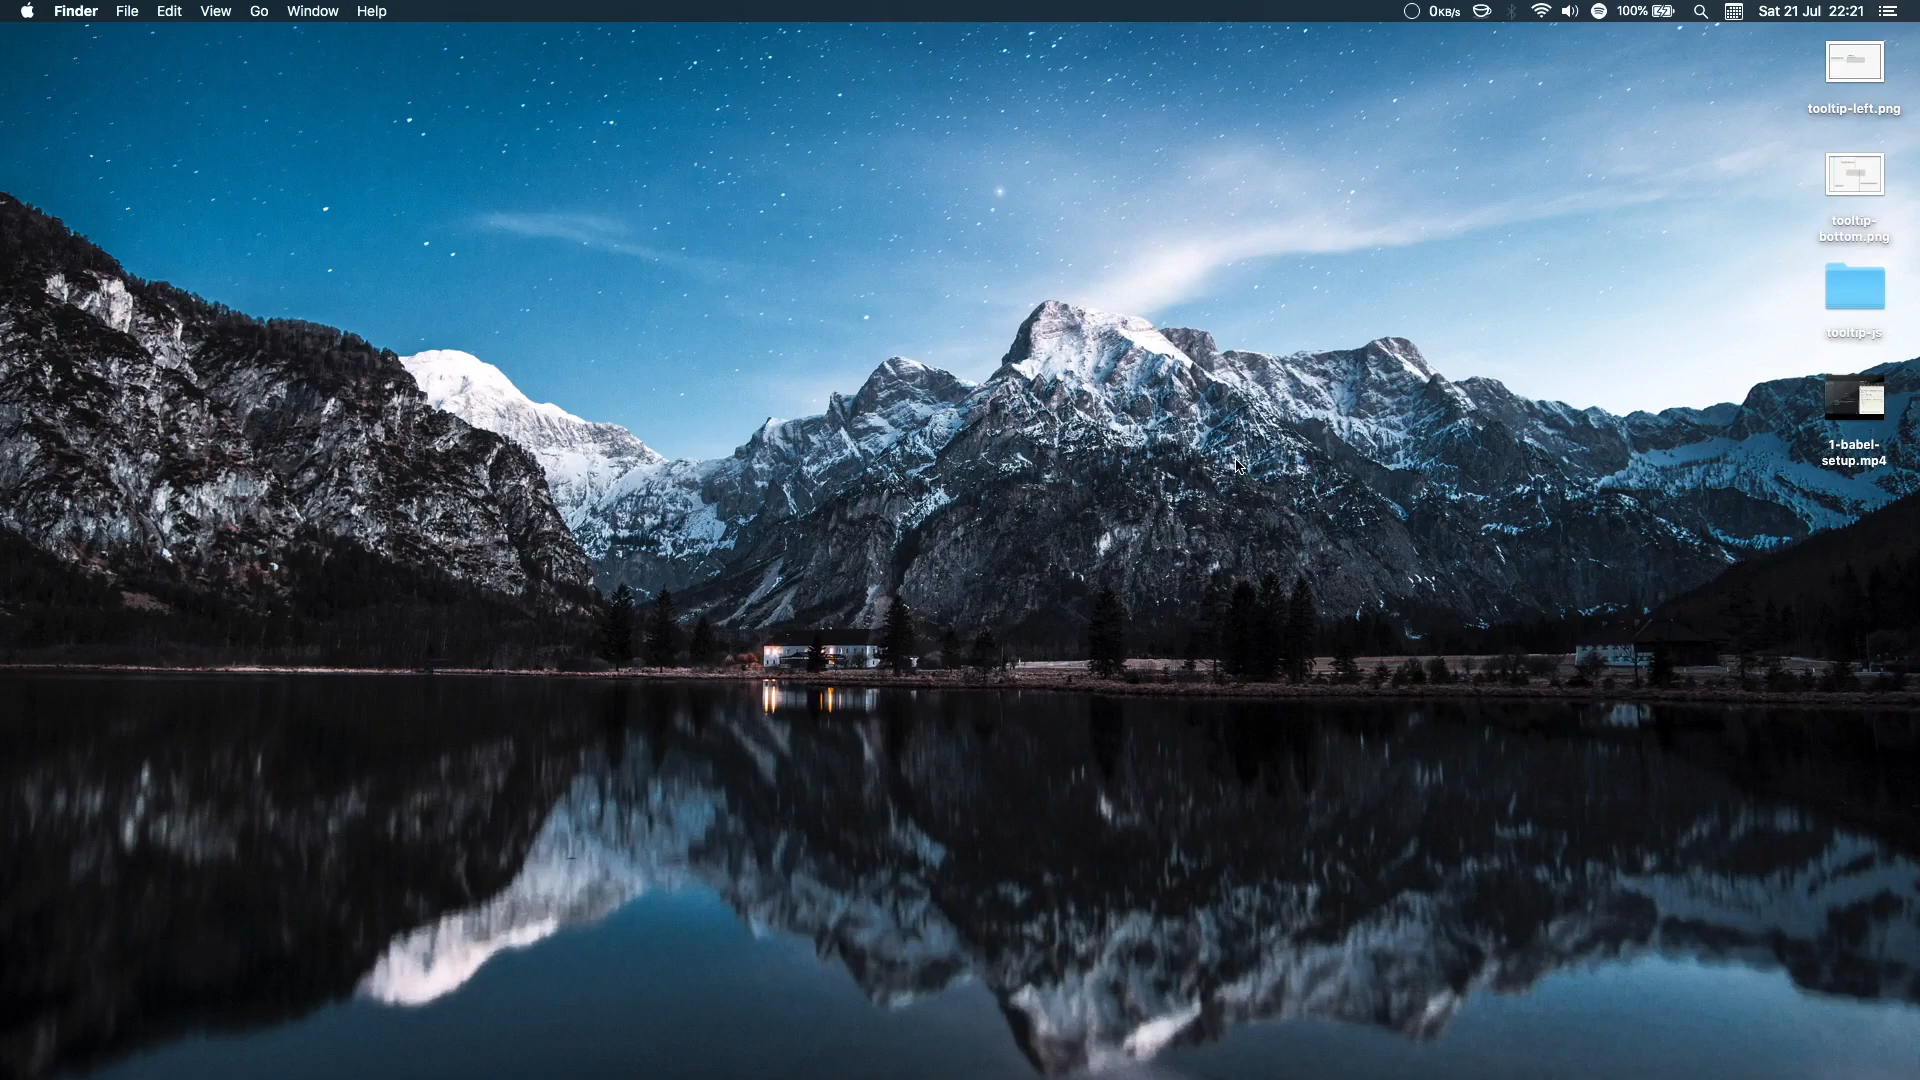 Finder File Edit View Go Window Help 0KB/s 100% Sat 21 Jul 22:21
tooltip-left.png
tooltip-
bottom.png
tooltip-js
1-babel-
setup.mp4